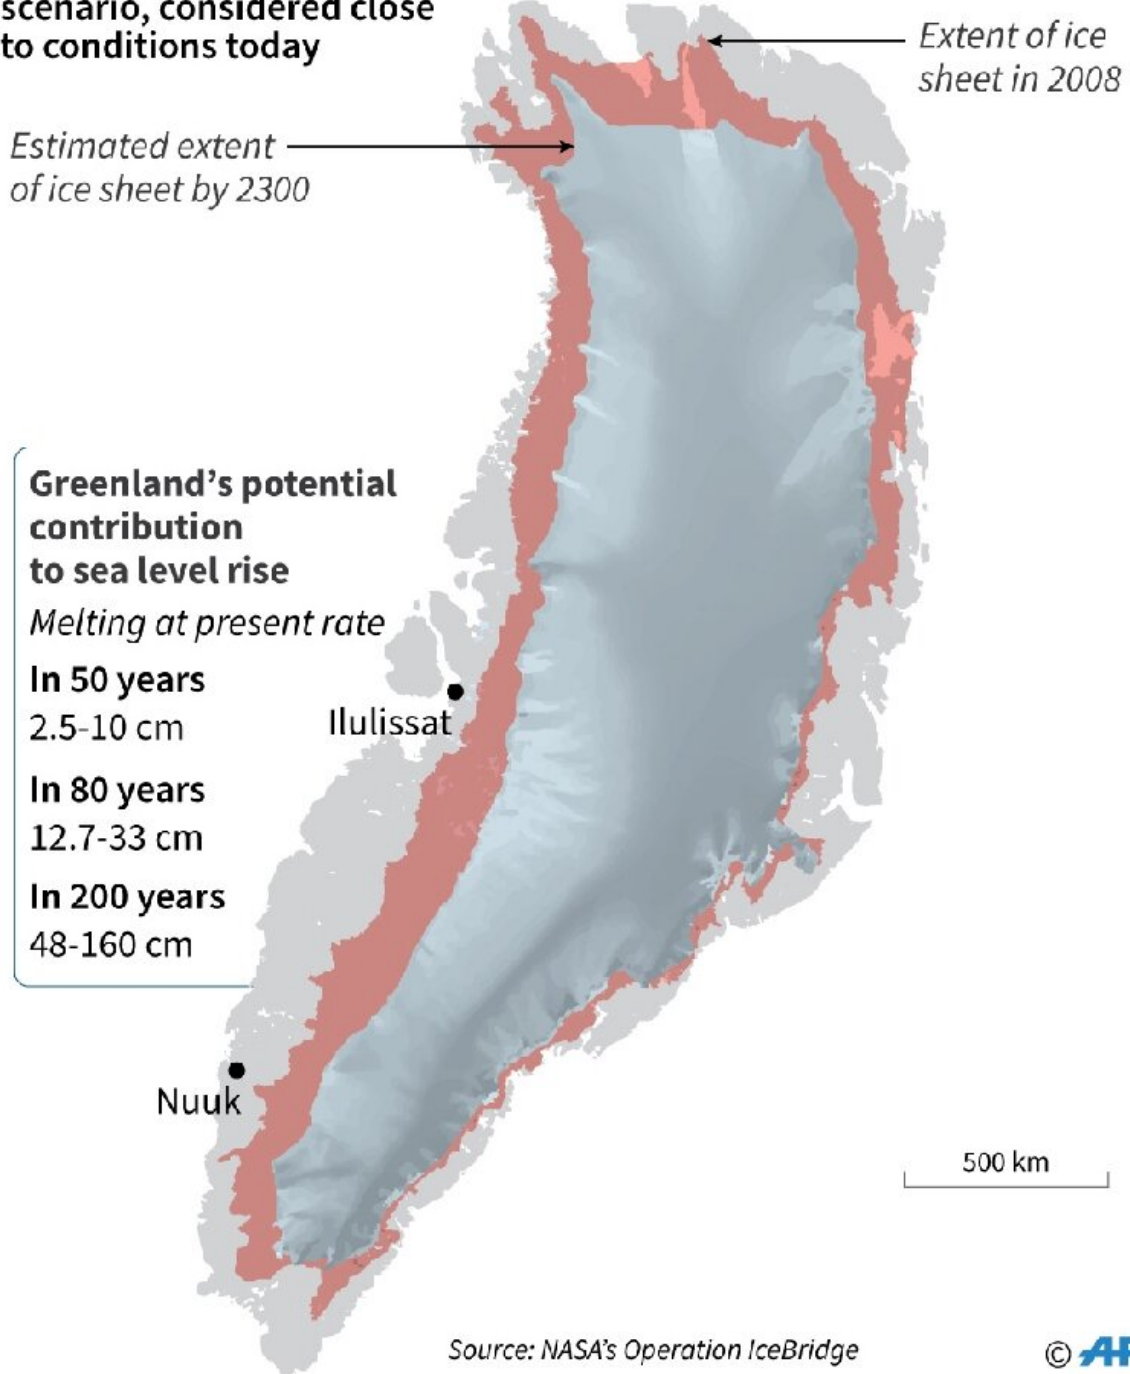 scenario, considered close
to conditions today
Extent of ice
sheet in 2008
Estimated extent
of ice sheet by 2300
Greenland’s potential
contribution
to sea level rise
Melting at present rate
In 50 years
2.5-10 cm
In 80 years
12.7-33 cm
In 200 years
48-160 cm
Ilulissat
Nuuk
500 km
Source: NASA’s Operation IceBridge
©